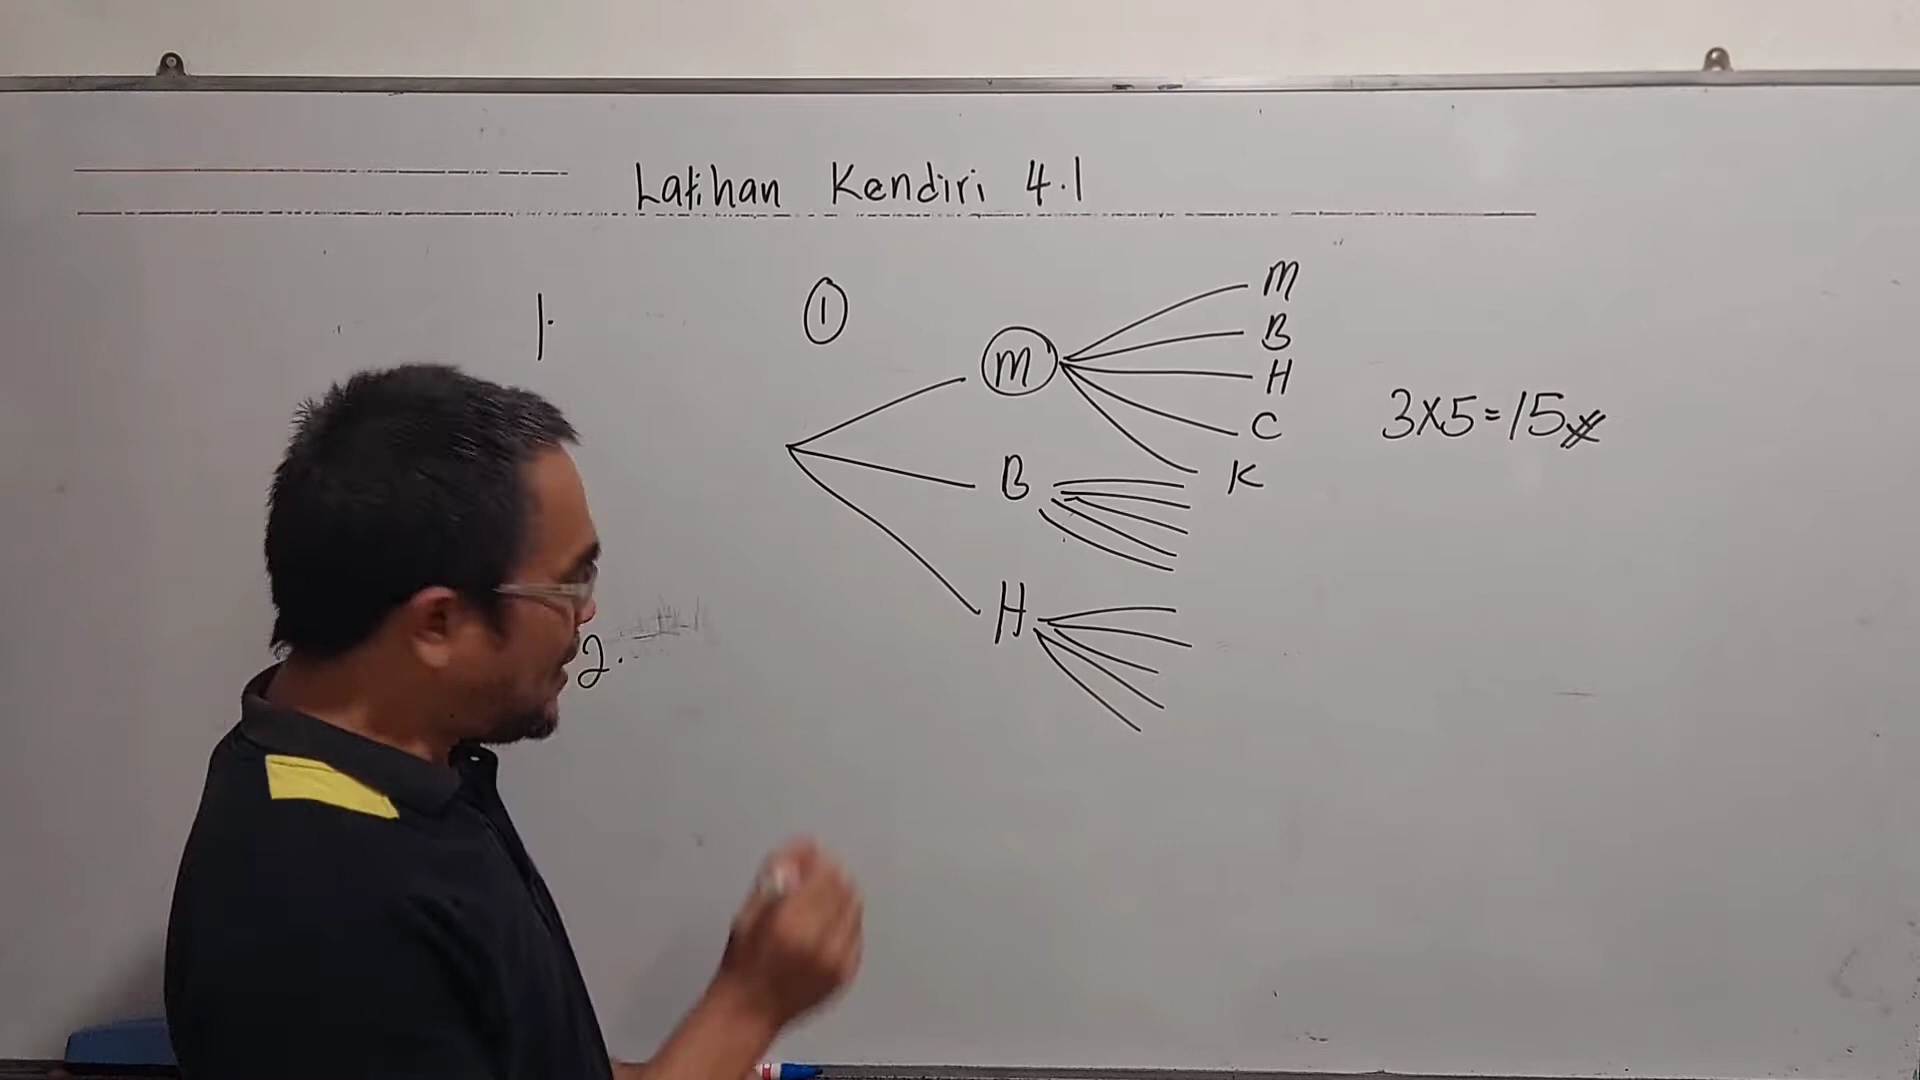 Latihan Kendiri 4.1
1.
①
M
B
H
M
B
H
C
K
3x5=15
2.